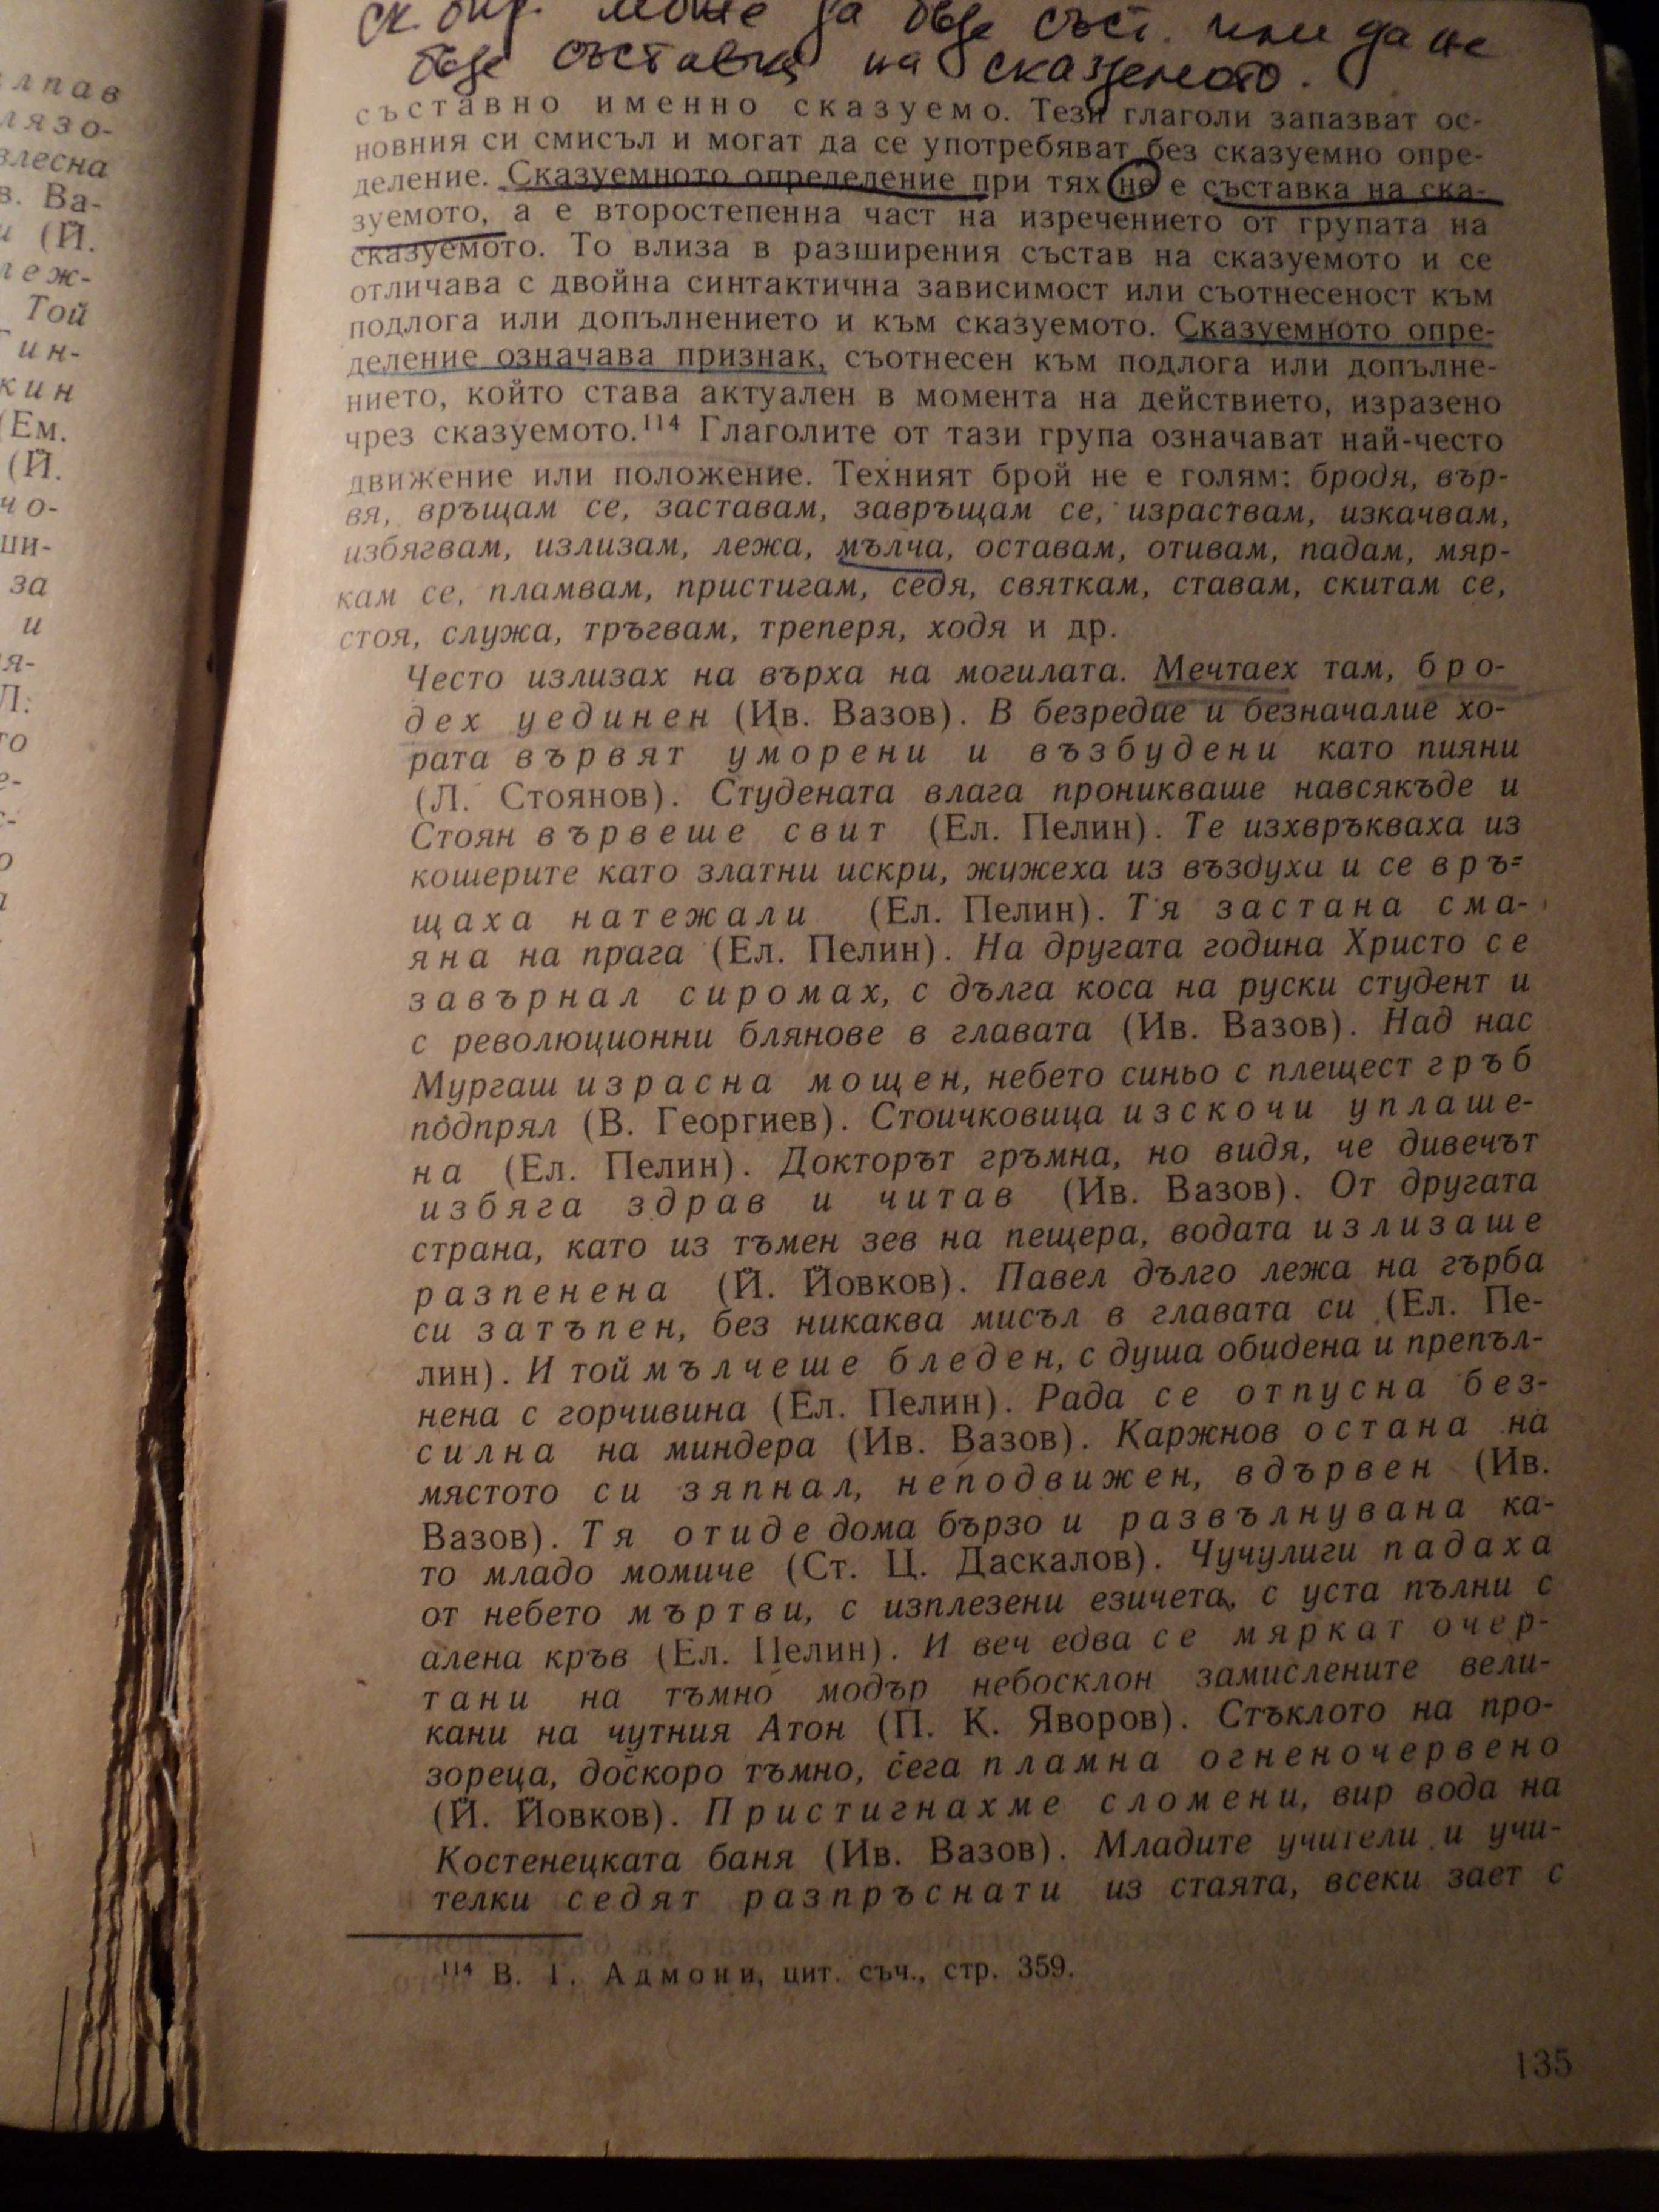 ск. опр. може да бъде съст. или да не
бъде съставка на сказуемото.
съставно именно сказуемо. Тези глаголи запазват ос-
новния си смисъл и могат да се употребяват без сказуемно опре-
деление. Сказуемното определение при тях не е съставка на ска-
зуемото, а е второстепенна част на изречението от групата на
сказуемото. То влиза в разширения състав на сказуемото и се
отличава с двойна синтактична зависимост или съотнесеност към
подлога или допълнението и към сказуемото. Сказуемното опре-
деление означава признак, съотнесен към подлога или допълне-
нието, който става актуален в момента на действието, изразено
чрез сказуемото.¹¹⁴ Глаголите от тази група означават най-често
движение или положение. Техният брой не е голям: бродя, вър-
вя, връщам се, заставам, завръщам се, израствам, изкачвам,
избягвам, излизам, лежа, мълча, оставам, отивам, падам, мяр-
кам се, пламвам, пристигам, седя, святкам, ставам, скитам се,
стоя, служа, тръгвам, треперя, ходя и др.
Често излизах на върха на могилата. Мечтаех там, бро-
дех уединен (Ив. Вазов). В безредие и безначалие хо-
рата вървят уморени и възбудени като пияни
(Л. Стоянов). Студената влага проникваше навсякъде и
Стоян вървеше свит (Ел. Пелин). Те изхвръкваха из
кошерите като златни искри, жужеха из въздуха и се връ-
щаха натежали (Ел. Пелин). Тя застана сма-
яна на прага (Ел. Пелин). На другата година Христо се
завърнал сиромах, с дълга коса на руски студент и
с революционни блянове в главата (Ив. Вазов). Над нас
Мургаш израсна мощен, небето синьо с плещест гръб
подпрял (В. Георгиев). Стоичковица изскочи уплаше-
на (Ел. Пелин). Докторът гръмна, но видя, че дивечът
избяга здрав и читав (Ив. Вазов). От другата
страна, като из тъмен зев на пещера, водата излизаше
разпенена (Й. Йовков). Павел дълго лежа на гърба
си затъпен, без никаква мисъл в главата си (Ел. Пе-
лин). И той мълчеше бледен, с душа обидена и препъл-
нена с горчивина (Ел. Пелин). Рада се отпусна без-
силна на миндера (Ив. Вазов). Каржнов остана на
мястото си зяпнал, неподвижен, вдървен (Ив.
Вазов). Тя отиде дома бързо и развълнувана ка-
то младо момиче (Ст. Ц. Даскалов). Чучулиги падаха
от небето мъртви, с изплезени езичета, с уста пълни с
алена кръв (Ел. Пелин). И веч едва се мяркат очер-
тани на тъмно модър небосклон замислените вели-
кани на чутния Атон (П. К. Яворов). Стъклото на про-
зореца, доскоро тъмно, сега пламна огненочервено
(Й. Йовков). Пристигнахме сломени, вир вода на
Костенецката баня (Ив. Вазов). Младите учители и учи-
телки седят разпръснати из стаята, всеки зает с
¹¹⁴ В. Г. Адмони, цит. съч., стр. 359.
135
лпав
лязо-
злесна
в. Ва-
и (Й.
леж-
Той
Гин-
кин
(Ем.
(Й.
чо-
ши-
за
и
я-
Л:
то
е-